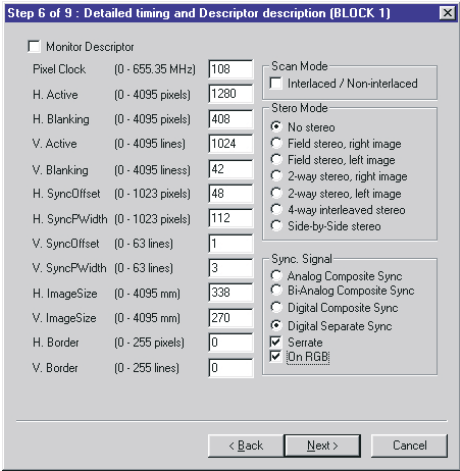 Step 6 of 9 : Detailed timing and Descriptor description (BLOCK 1)
Monitor Descriptor
Pixel Clock (0 - 655.35 MHz) 108
H. Active (0 - 4095 pixels) 1280
H. Blanking (0 - 4095 pixels) 408
V. Active (0 - 4095 lines) 1024
V. Blanking (0 - 4095 liness) 42
H. SyncOffset (0 - 1023 pixels) 48
H. SyncPWidth (0 - 1023 pixels) 112
V. SyncOffset (0 - 63 lines) 1
V. SyncPWidth (0 - 63 lines) 3
H. ImageSize (0 - 4095 mm) 338
V. ImageSize (0 - 4095 mm) 270
H. Border (0 - 255 pixels) 0
V. Border (0 - 255 lines) 0
Scan Mode
Interlaced / Non-interlaced
Stero Mode
No stereo
Field stereo, right image
Field stereo, left image
2-way stereo, right image
2-way stereo, left image
4-way interleaved stereo
Side-by-Side stereo
Sync. Signal
Analog Composite Sync
Bi-Analog Composite Sync
Digital Composite Sync
Digital Separate Sync
Serrate
On RGB
< Back Next > Cancel